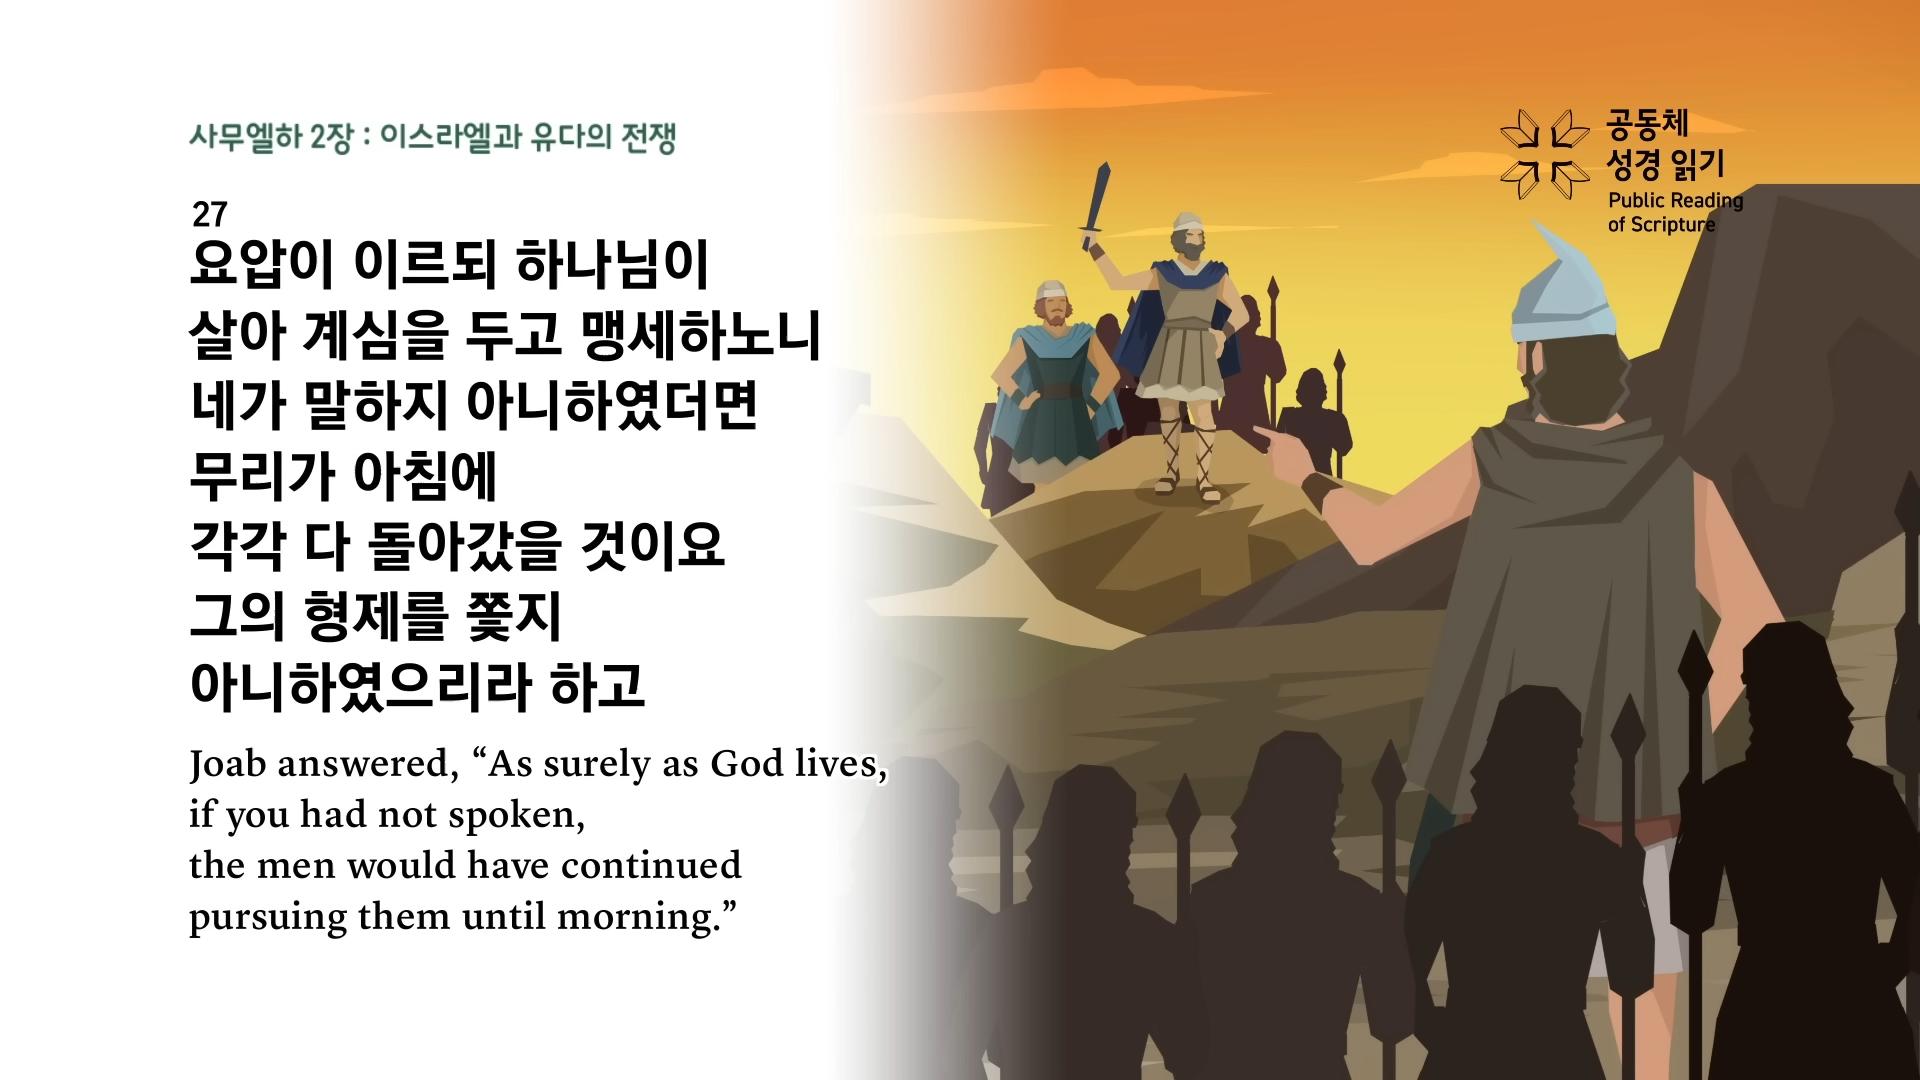 사무엘하 2장 : 이스라엘과 유다의 전쟁
27
요압이 이르되 하나님이
살아 계심을 두고 맹세하노니
네가 말하지 아니하였더면
무리가 아침에
각각 다 돌아갔을 것이요
그의 형제를 쫓지
아니하였으리라 하고
Joab answered, “As surely as God lives,
if you had not spoken,
the men would have continued
pursuing them until morning.”
공동체
성경 읽기
Public Reading
of Scripture